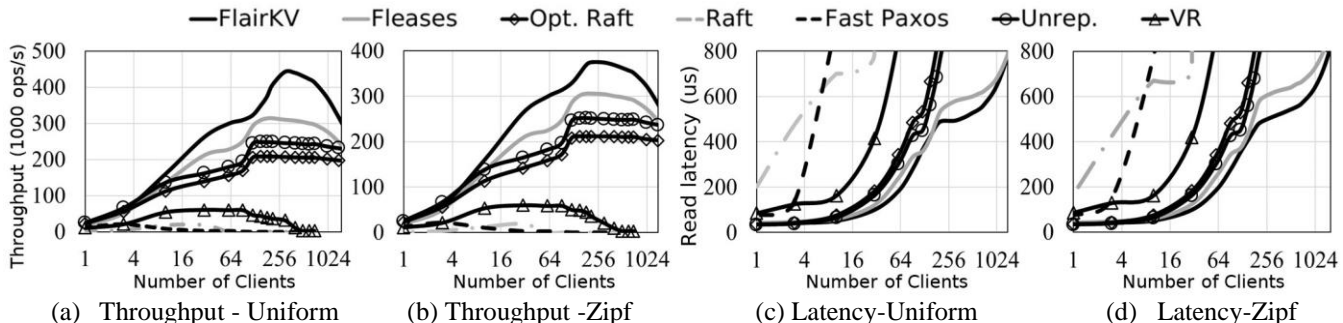 FlairKV Fleases Opt. Raft Raft Fast Paxos Unrep. VR
Throughput (1000 ops/s)
500
400
300
200
100
0
1 4 16 64 256 1024
Number of Clients
(a) Throughput - Uniform
400
300
200
100
0
1 4 16 64 256 1024
Number of Clients
(b) Throughput -Zipf
Read latency (us)
800
600
400
200
0
1 4 16 64 256 1024
Number of Clients
(c) Latency-Uniform
800
600
400
200
0
1 4 16 64 256 1024
Number of Clients
(d) Latency-Zipf